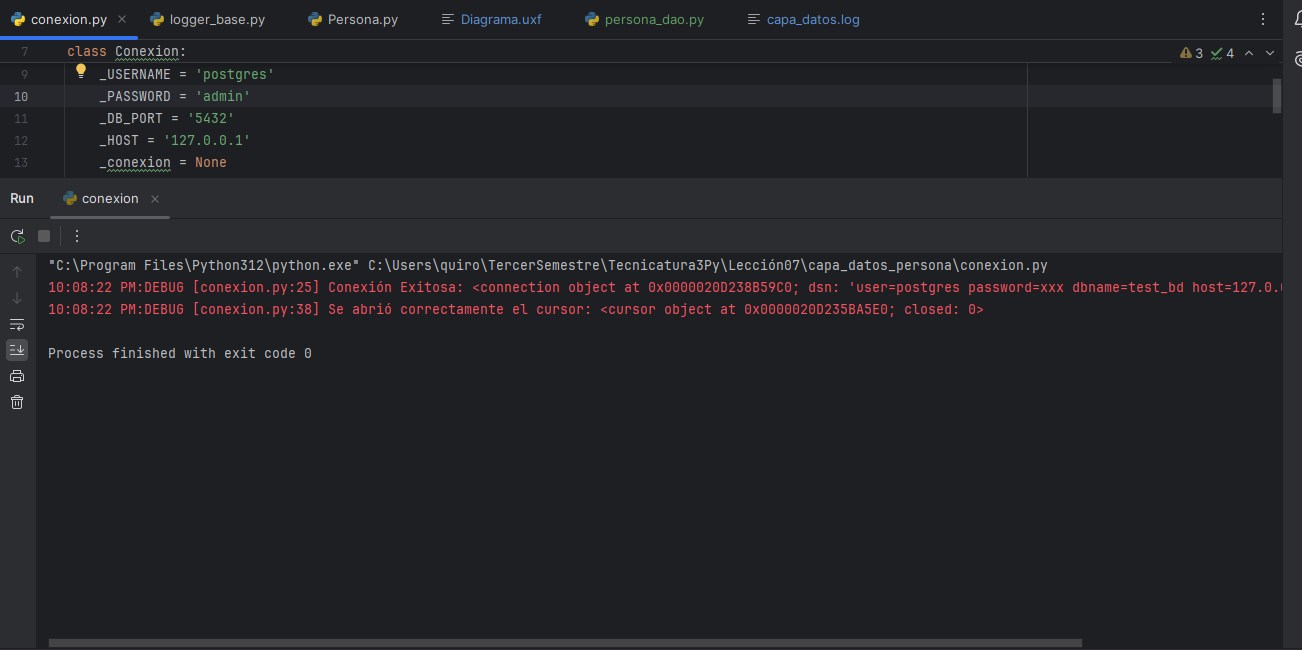 conexion.py logger_base.py Persona.py Diagrama.uxf persona_dao.py capa_datos.log
7 class Conexion: 3 4
9 _USERNAME = 'postgres'
10 _PASSWORD = 'admin'
11 _DB_PORT = '5432'
12 _HOST = '127.0.0.1'
13 _conexion = None
Run conexion
"C:\Program Files\Python312\python.exe" C:\Users\quiro\TercerSemestre\Tecnicatura3Py\Lección07\capa_datos_persona\conexion.py
10:08:22 PM:DEBUG [conexion.py:25] Conexión Exitosa: <connection object at 0x0000020D238B59C0; dsn: 'user=postgres password=xxx dbname=test_bd host=127.0.0
10:08:22 PM:DEBUG [conexion.py:38] Se abrió correctamente el cursor: <cursor object at 0x0000020D235BA5E0; closed: 0>
Process finished with exit code 0